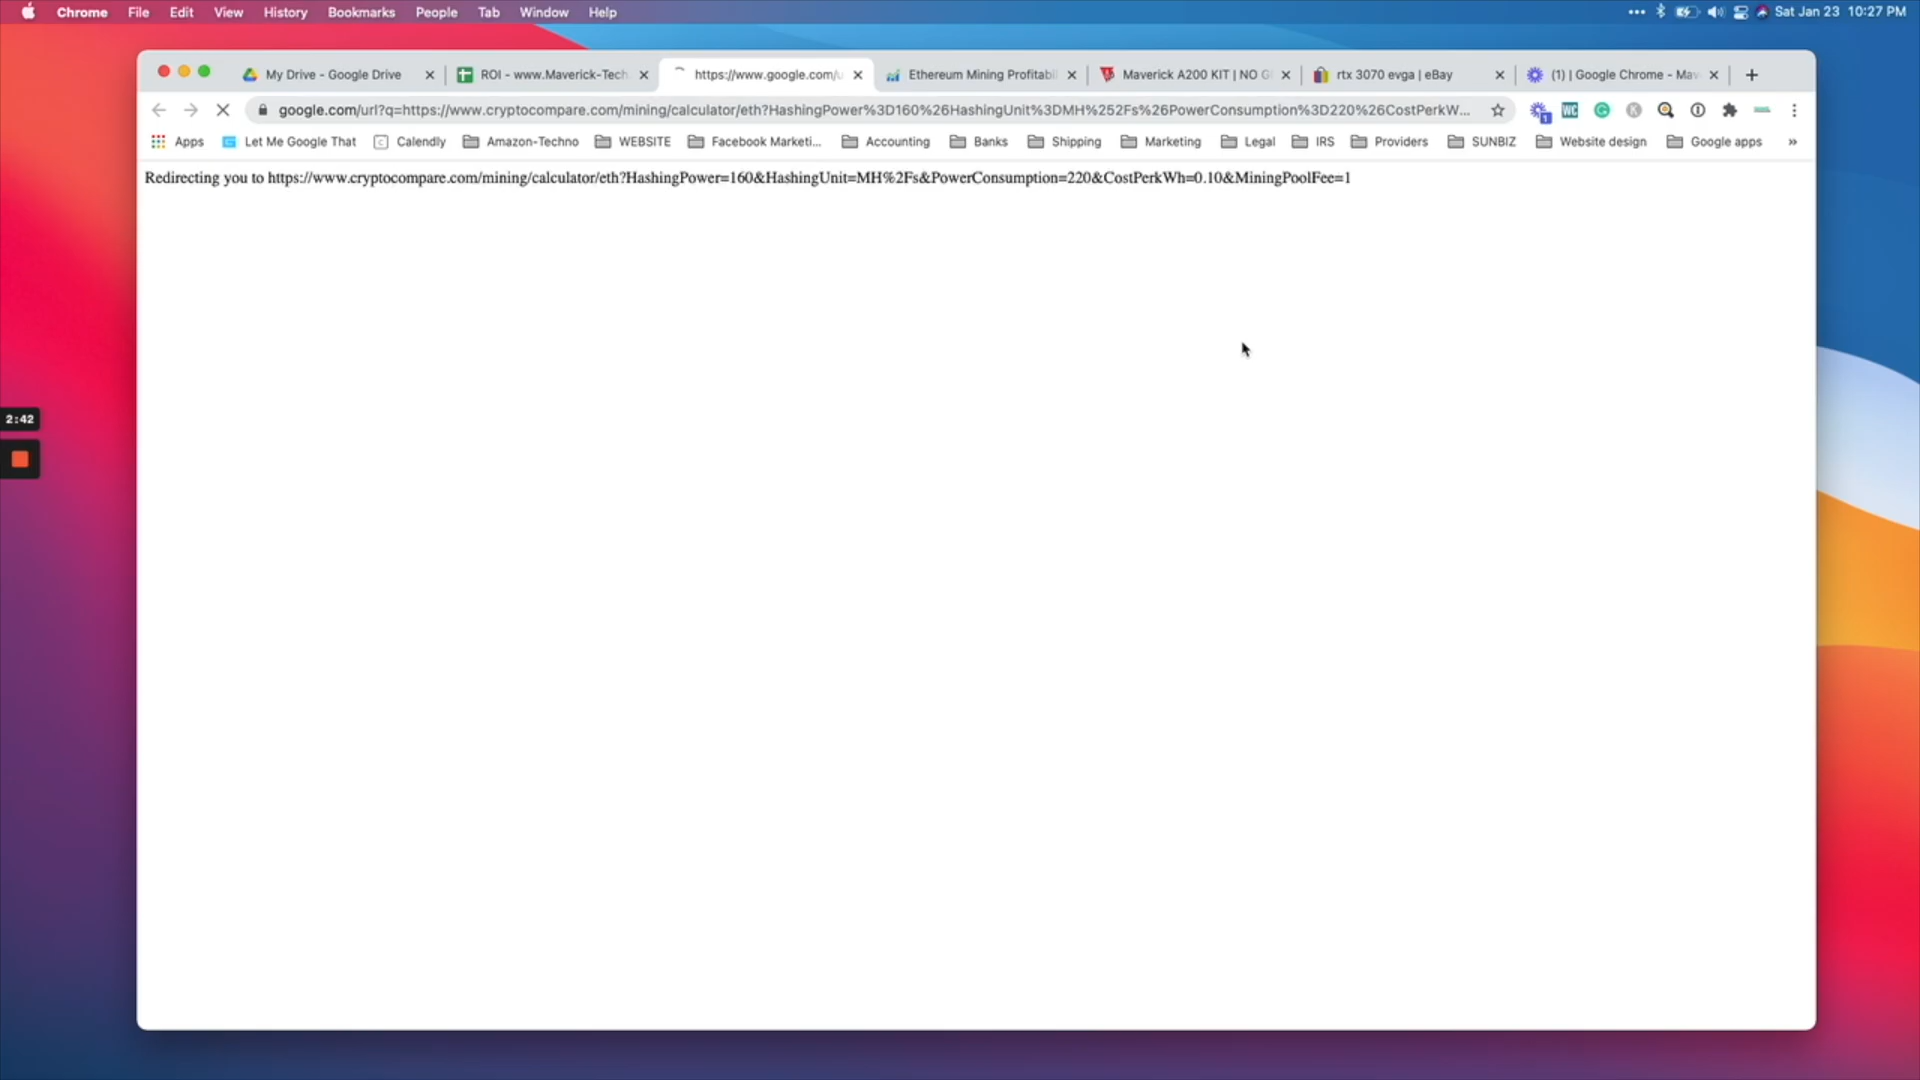 Chrome File Edit View History Bookmarks People Tab Window Help Sat Jan 23 10:27 PM
My Drive - Google Drive ROI - www.Maverick-Tech https://www.google.com/u Ethereum Mining Profitabil Maverick A200 KIT | NO G rtx 3070 evga | eBay (1) | Google Chrome - Mav
google.com/url?q=https://www.cryptocompare.com/mining/calculator/eth?HashingPower%3D160%26HashingUnit%3DMH%252Fs%26PowerConsumption%3D220%26CostPerkW... 1 WC K
Apps Let Me Google That Calendly Amazon-Techno WEBSITE Facebook Marketi... Accounting Banks Shipping Marketing Legal IRS Providers SUNBIZ Website design Google apps »
Redirecting you to https://www.cryptocompare.com/mining/calculator/eth?HashingPower=160&HashingUnit=MH%2Fs&PowerConsumption=220&CostPerkWh=0.10&MiningPoolFee=1
2:42